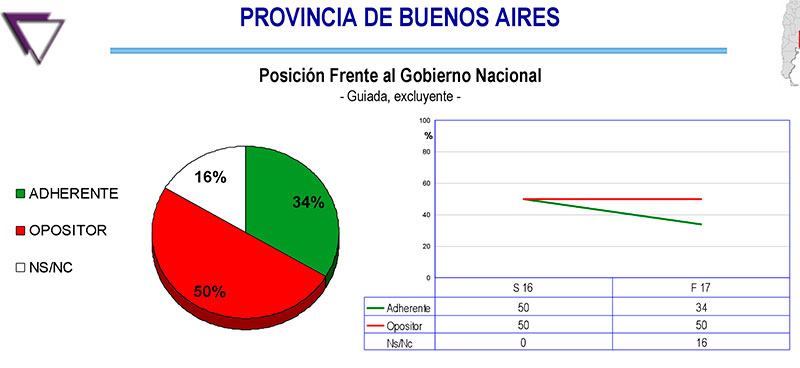 PROVINCIA DE BUENOS AIRES
Posición Frente al Gobierno Nacional
- Guiada, excluyente -
ADHERENTE
OPOSITOR
NS/NC
16%
34%
50%
100
%
80
60
40
20
0
S 16 F 17
Adherente 50 34
Opositor 50 50
Ns/Nc 0 16